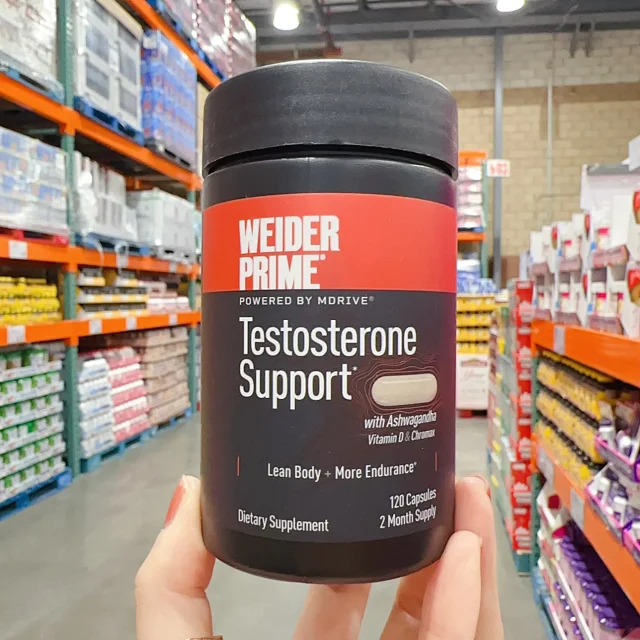 WEIDER
PRIME®
POWERED BY MDRIVE®
Testosterone
Support*
with Ashwagandha
Vitamin D & Chromax
Lean Body + More Endurance*
120 Capsules
Dietary Supplement
2 Month Supply